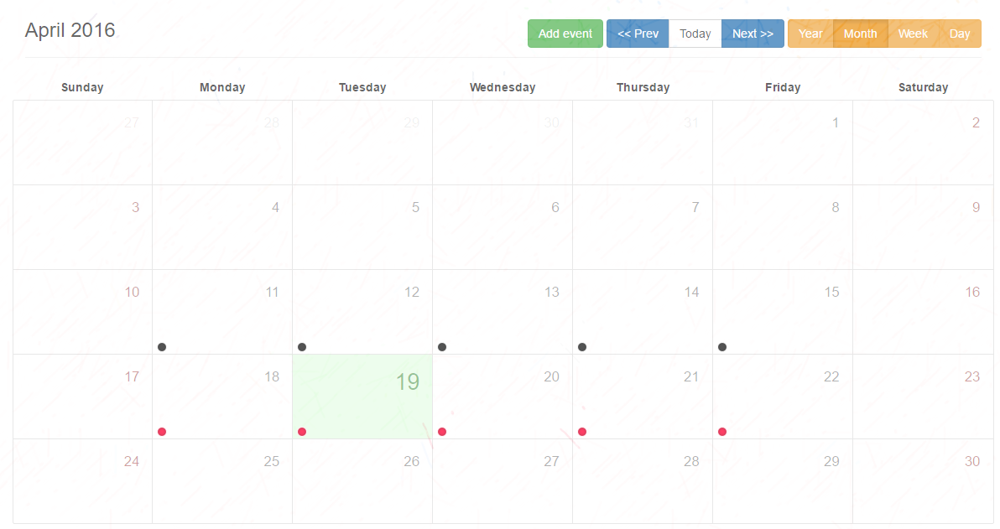 April 2016
Add event << Prev Today Next >> Year Month Week Day
Sunday Monday Tuesday Wednesday Thursday Friday Saturday
27 28 29 30 31 1 2
3 4 5 6 7 8 9
10 11 12 13 14 15 16
17 18 19 20 21 22 23
24 25 26 27 28 29 30